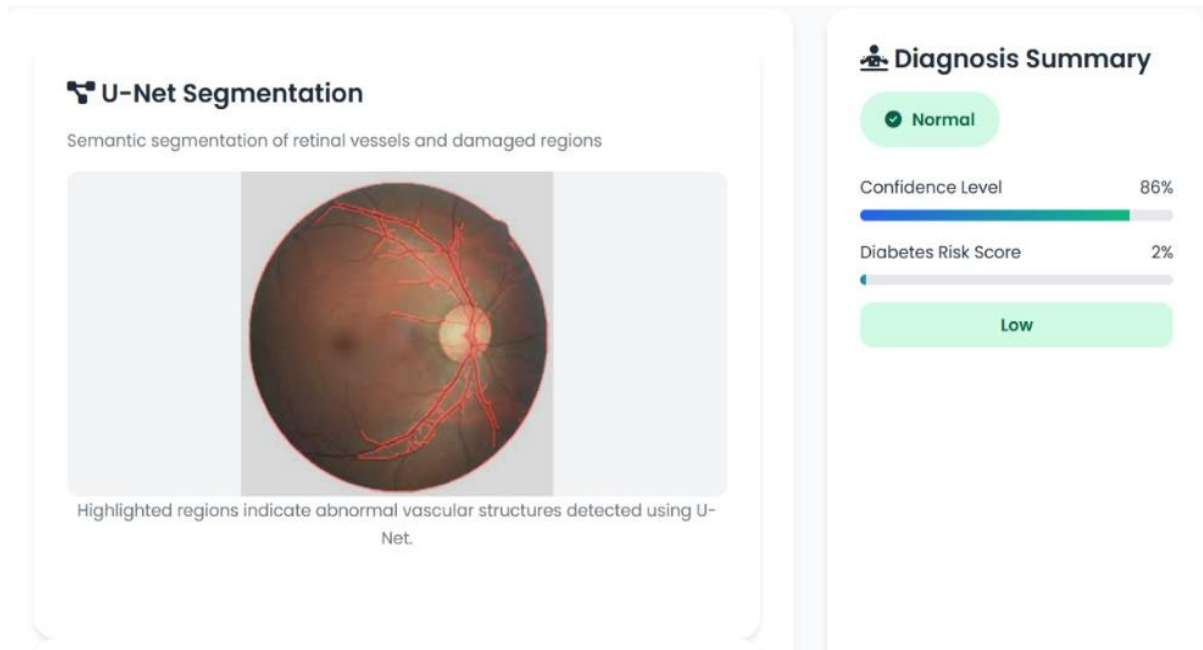 U-Net Segmentation
Semantic segmentation of retinal vessels and damaged regions
Highlighted regions indicate abnormal vascular structures detected using U-
Net.
Diagnosis Summary
Normal
Confidence Level 86%
Diabetes Risk Score 2%
Low